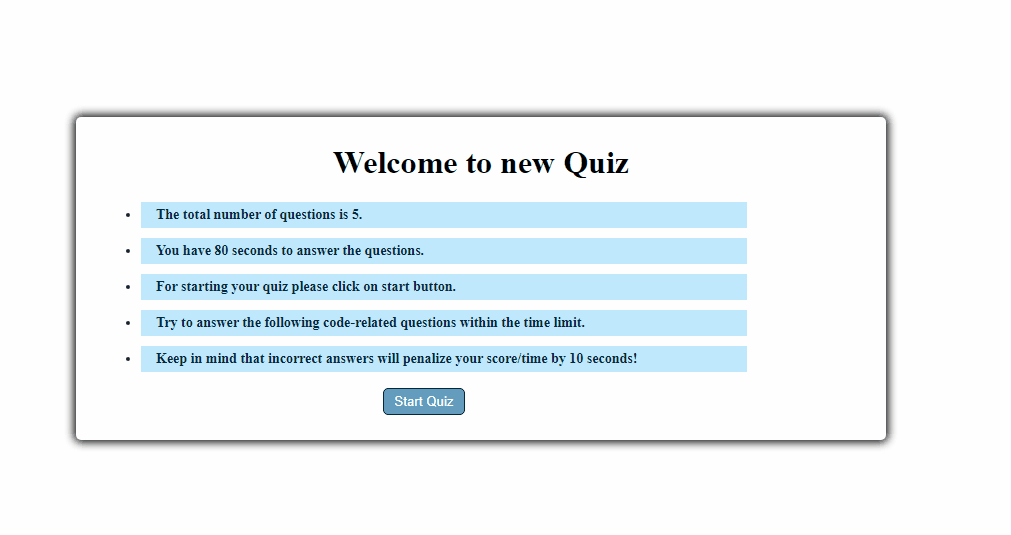 Welcome to new Quiz
The total number of questions is 5.
You have 80 seconds to answer the questions.
For starting your quiz please click on start button.
Try to answer the following code-related questions within the time limit.
Keep in mind that incorrect answers will penalize your score/time by 10 seconds!
Start Quiz